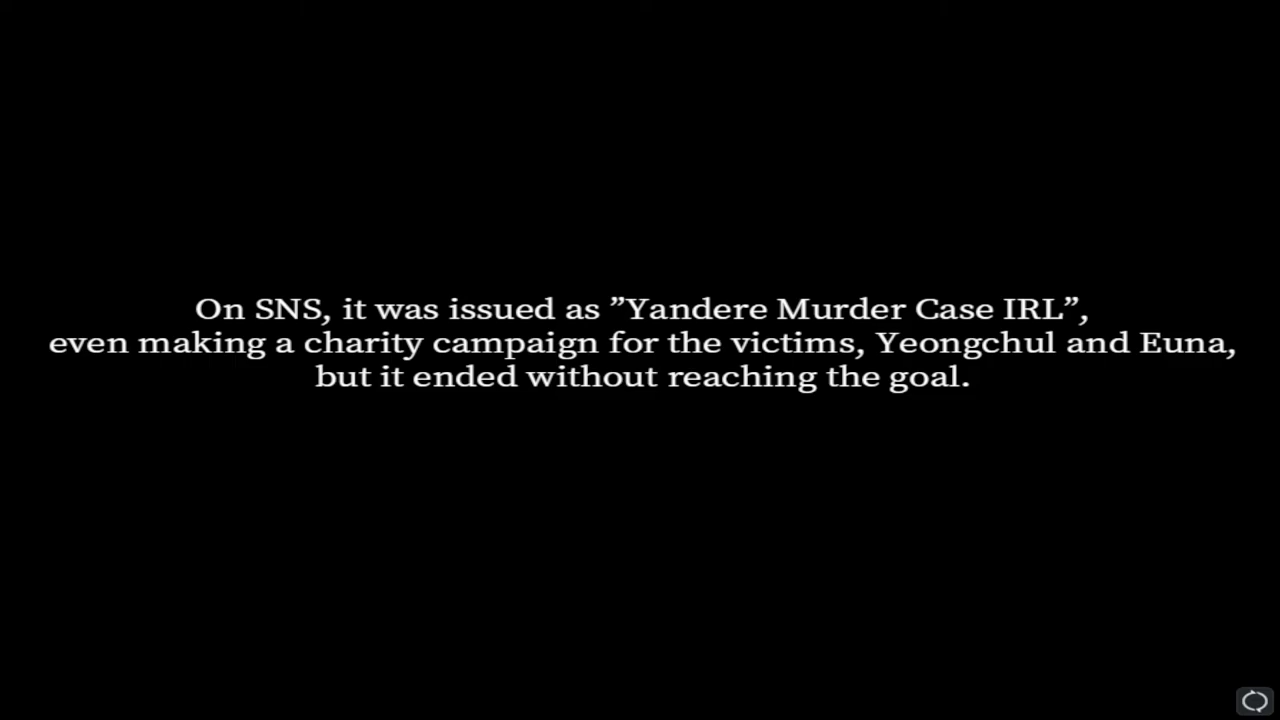 On SNS, it was issued as ”Yandere Murder Case IRL”,
even making a charity campaign for the victims, Yeongchul and Euna,
but it ended without reaching the goal.